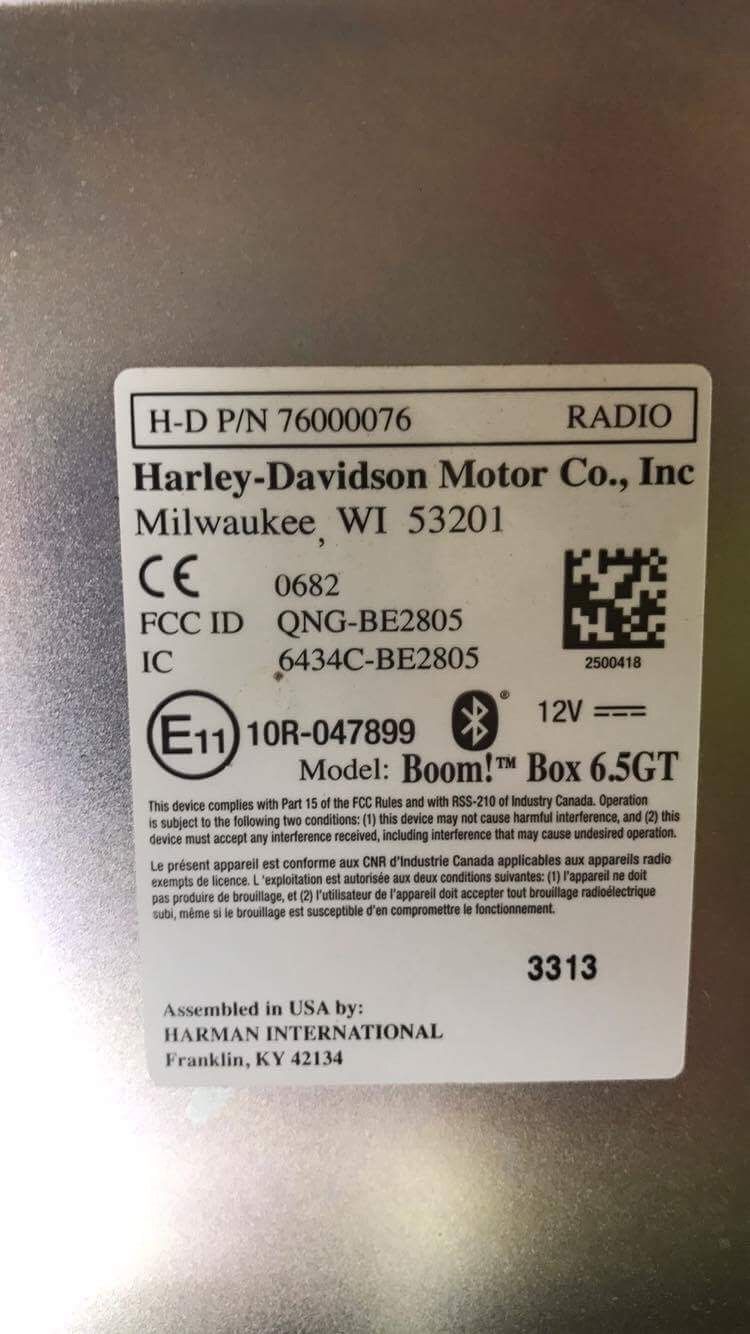 H-D P/N 76000076 RADIO
Harley-Davidson Motor Co., Inc
Milwaukee, WI 53201
CE 0682
FCC ID QNG-BE2805
IC 6434C-BE2805
2500418
E11 10R-047899 ® 12V
Model: Boom!™ Box 6.5GT
This device complies with Part 15 of the FCC Rules and with RSS-210 of Industry Canada. Operation
is subject to the following two conditions: (1) this device may not cause harmful interference, and (2) this
device must accept any interference received, including interference that may cause undesired operation.
Le présent appareil est conforme aux CNR d'Industrie Canada applicables aux appareils radio
exempts de licence. L 'exploitation est autorisée aux deux conditions suivantes: (1) l'appareil ne doit
pas produire de brouillage, et (2) l'utilisateur de l'appareil doit accepter tout brouillage radioélectrique
subi, même si le brouillage est susceptible d'en compromettre le fonctionnement.
3313
Assembled in USA by:
HARMAN INTERNATIONAL
Franklin, KY 42134